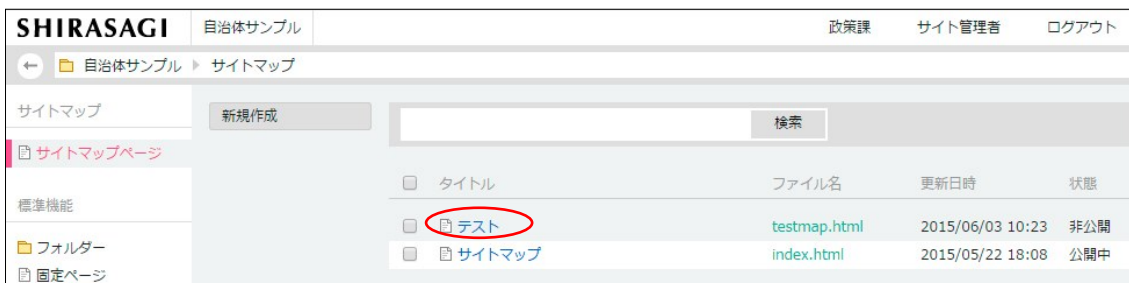 SHIRASAGI 自治体サンプル 政策課 サイト管理者 ログアウト
自治体サンプル サイトマップ
サイトマップ
サイトマップページ
標準機能
フォルダー
固定ページ
新規作成
検索
タイトル ファイル名 更新日時 状態
テスト testmap.html 2015/06/03 10:23 非公開
サイトマップ index.html 2015/05/22 18:08 公開中